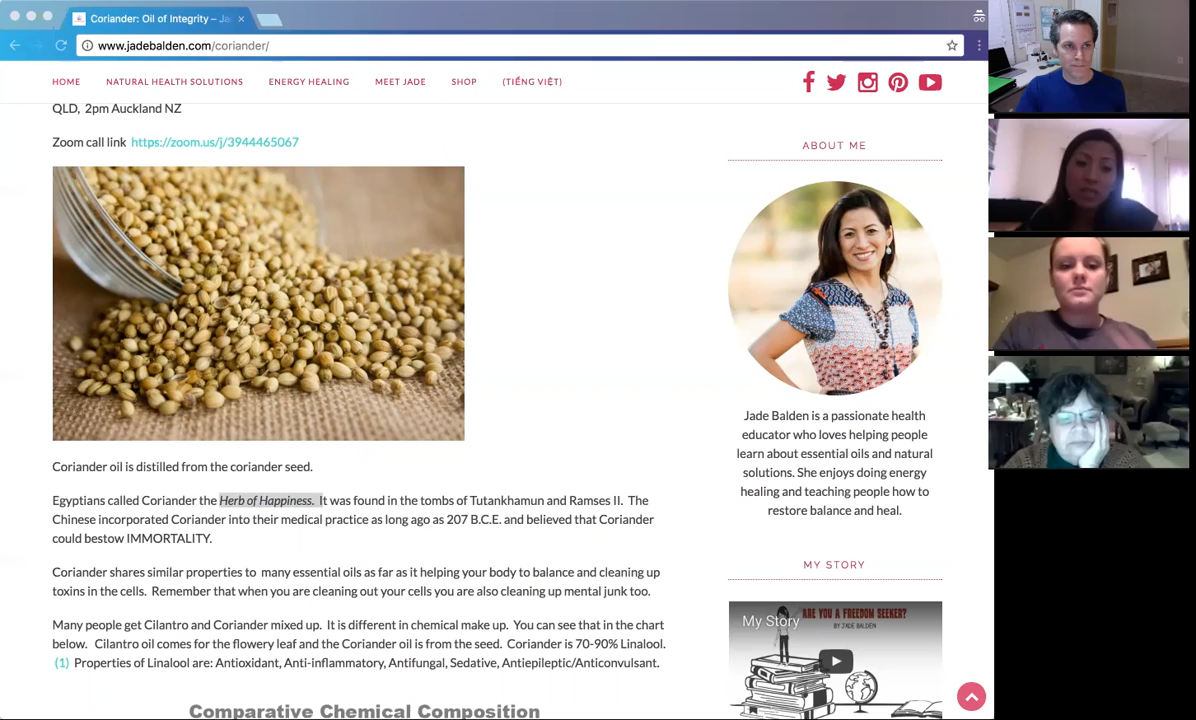 Coriander: Oil of Integrity – Ja
www.jadebalden.com/coriander/
HOME NATURAL HEALTH SOLUTIONS ENERGY HEALING MEET JADE SHOP (TIẾNG VIỆT)
QLD, 2pm Auckland NZ
Zoom call link https://zoom.us/j/3944465067
Coriander oil is distilled from the coriander seed.
Egyptians called Coriander the Herb of Happiness. It was found in the tombs of Tutankhamun and Ramses II. The
Chinese incorporated Coriander into their medical practice as long ago as 207 B.C.E. and believed that Coriander
could bestow IMMORTALITY.
Coriander shares similar properties to many essential oils as far as it helping your body to balance and cleaning up
toxins in the cells. Remember that when you are cleaning out your cells you are also cleaning up mental junk too.
Many people get Cilantro and Coriander mixed up. It is different in chemical make up. You can see that in the chart
below. Cilantro oil comes for the flowery leaf and the Coriander oil is from the seed. Coriander is 70-90% Linalool.
(1) Properties of Linalool are: Antioxidant, Anti-inflammatory, Antifungal, Sedative, Antiepileptic/Anticonvulsant.
Comparative Chemical Composition
ABOUT ME
Jade Balden is a passionate health
educator who loves helping people
learn about essential oils and natural
solutions. She enjoys doing energy
healing and teaching people how to
restore balance and heal.
MY STORY
My Story
ARE YOU A FREEDOM SEEKER?
BY JADE BALDEN